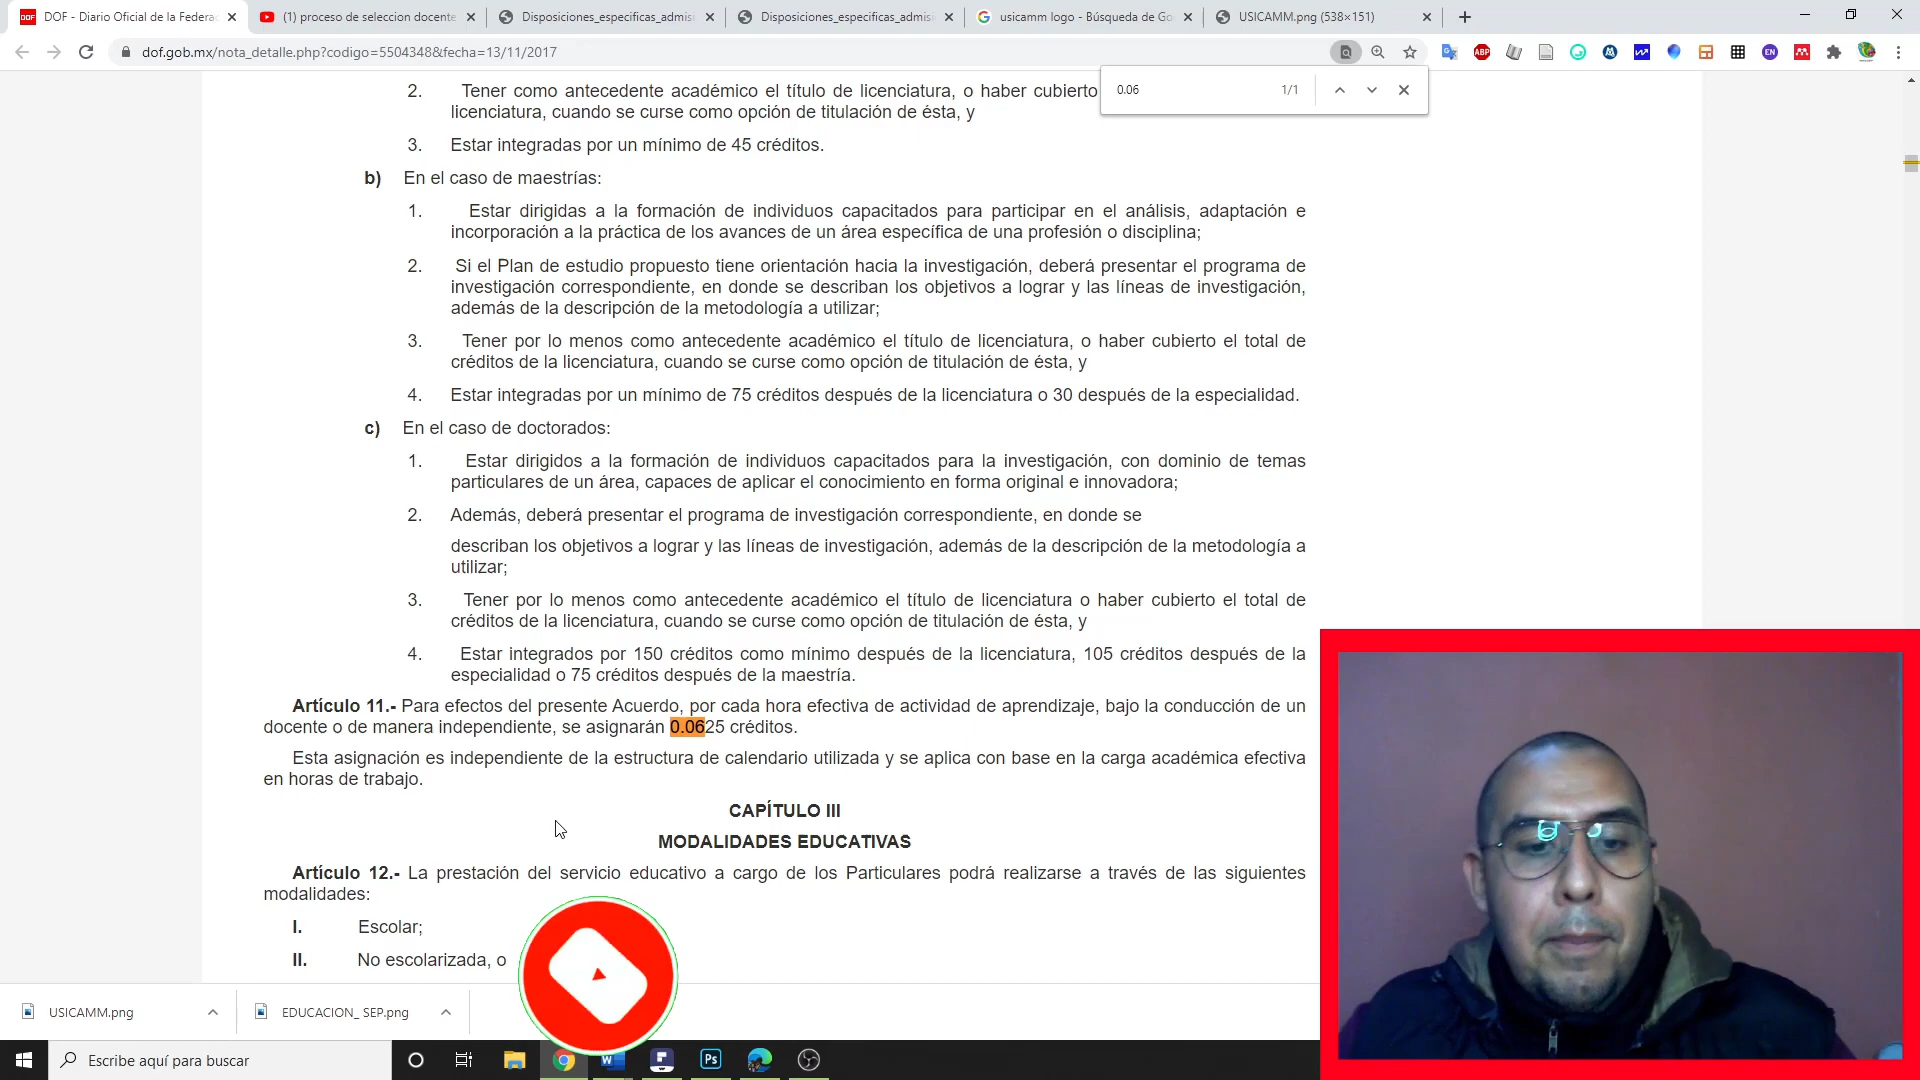 DOF - Diario Oficial de la Federa
(1) proceso de seleccion docente
Disposiciones_especificas_admisi
Disposiciones_especificas_admisi
usicamm logo - Búsqueda de Go
USICAMM.png (538×151)
dof.gob.mx/nota_detalle.php?codigo=5504348&fecha=13/11/2017
0.06 1/1
2. Tener como antecedente académico el título de licenciatura, o haber cubierto
licenciatura, cuando se curse como opción de titulación de ésta, y
3. Estar integradas por un mínimo de 45 créditos.
b) En el caso de maestrías:
1. Estar dirigidas a la formación de individuos capacitados para participar en el análisis, adaptación e
incorporación a la práctica de los avances de un área específica de una profesión o disciplina;
2. Si el Plan de estudio propuesto tiene orientación hacia la investigación, deberá presentar el programa de
investigación correspondiente, en donde se describan los objetivos a lograr y las líneas de investigación,
además de la descripción de la metodología a utilizar;
3. Tener por lo menos como antecedente académico el título de licenciatura, o haber cubierto el total de
créditos de la licenciatura, cuando se curse como opción de titulación de ésta, y
4. Estar integradas por un mínimo de 75 créditos después de la licenciatura o 30 después de la especialidad.
c) En el caso de doctorados:
1. Estar dirigidos a la formación de individuos capacitados para la investigación, con dominio de temas
particulares de un área, capaces de aplicar el conocimiento en forma original e innovadora;
2. Además, deberá presentar el programa de investigación correspondiente, en donde se
describan los objetivos a lograr y las líneas de investigación, además de la descripción de la metodología a
utilizar;
3. Tener por lo menos como antecedente académico el título de licenciatura o haber cubierto el total de
créditos de la licenciatura, cuando se curse como opción de titulación de ésta, y
4. Estar integrados por 150 créditos como mínimo después de la licenciatura, 105 créditos después de la
especialidad o 75 créditos después de la maestría.
Artículo 11.- Para efectos del presente Acuerdo, por cada hora efectiva de actividad de aprendizaje, bajo la conducción de un
docente o de manera independiente, se asignarán 0.0625 créditos.
Esta asignación es independiente de la estructura de calendario utilizada y se aplica con base en la carga académica efectiva
en horas de trabajo.
CAPÍTULO III
MODALIDADES EDUCATIVAS
Artículo 12.- La prestación del servicio educativo a cargo de los Particulares podrá realizarse a través de las siguientes
modalidades:
I. Escolar;
II. No escolarizada, o
USICAMM.png
EDUCACION_ SEP.png
Escribe aquí para buscar